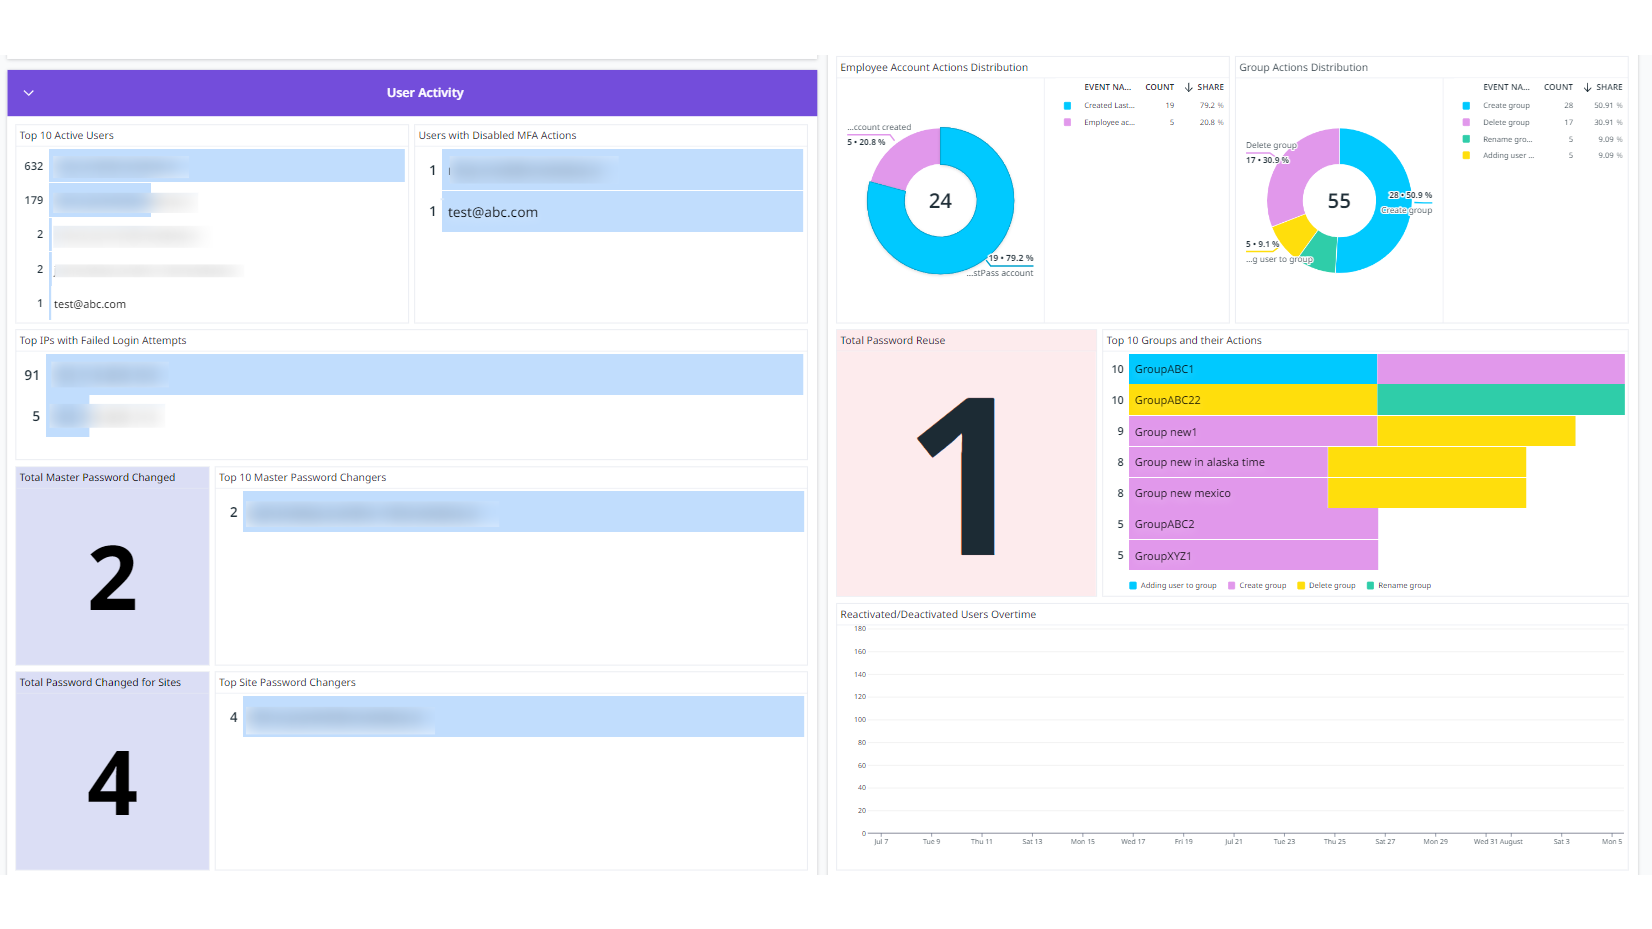 User Activity
Top 10 Active Users
632
179
2
2
1 test@abc.com
Users with Disabled MFA Actions
1
1 test@abc.com
Top IPs with Failed Login Attempts
91
5
Total Master Password Changed
2
Top 10 Master Password Changers
2
Total Password Changed for Sites
4
Top Site Password Changers
4
Employee Account Actions Distribution
...ccount created
5 • 20.8 %
24
19 • 79.2 %
...stPass account
EVENT NA... COUNT SHARE
Created Last... 19 79.2 %
Employee ac... 5 20.8 %
Group Actions Distribution
Delete group
17 • 30.9 %
55
28 • 50.9 %
Create group
5 • 9.1 %
...g user to group
EVENT NA... COUNT SHARE
Create group 28 50.91 %
Delete group 17 30.91 %
Rename gro... 5 9.09 %
Adding user ... 5 9.09 %
Total Password Reuse
1
Top 10 Groups and their Actions
10 GroupABC1
10 GroupABC22
9 Group new1
8 Group new in alaska time
8 Group new mexico
5 GroupABC2
5 GroupXYZ1
Adding user to group Create group Delete group Rename group
Reactivated/Deactivated Users Overtime
180
160
140
120
100
80
60
40
20
0
Jul 7 Tue 9 Thu 11 Sat 13 Mon 15 Wed 17 Fri 19 Jul 21 Tue 23 Thu 25 Sat 27 Mon 29 Wed 31 August Sat 3 Mon 5